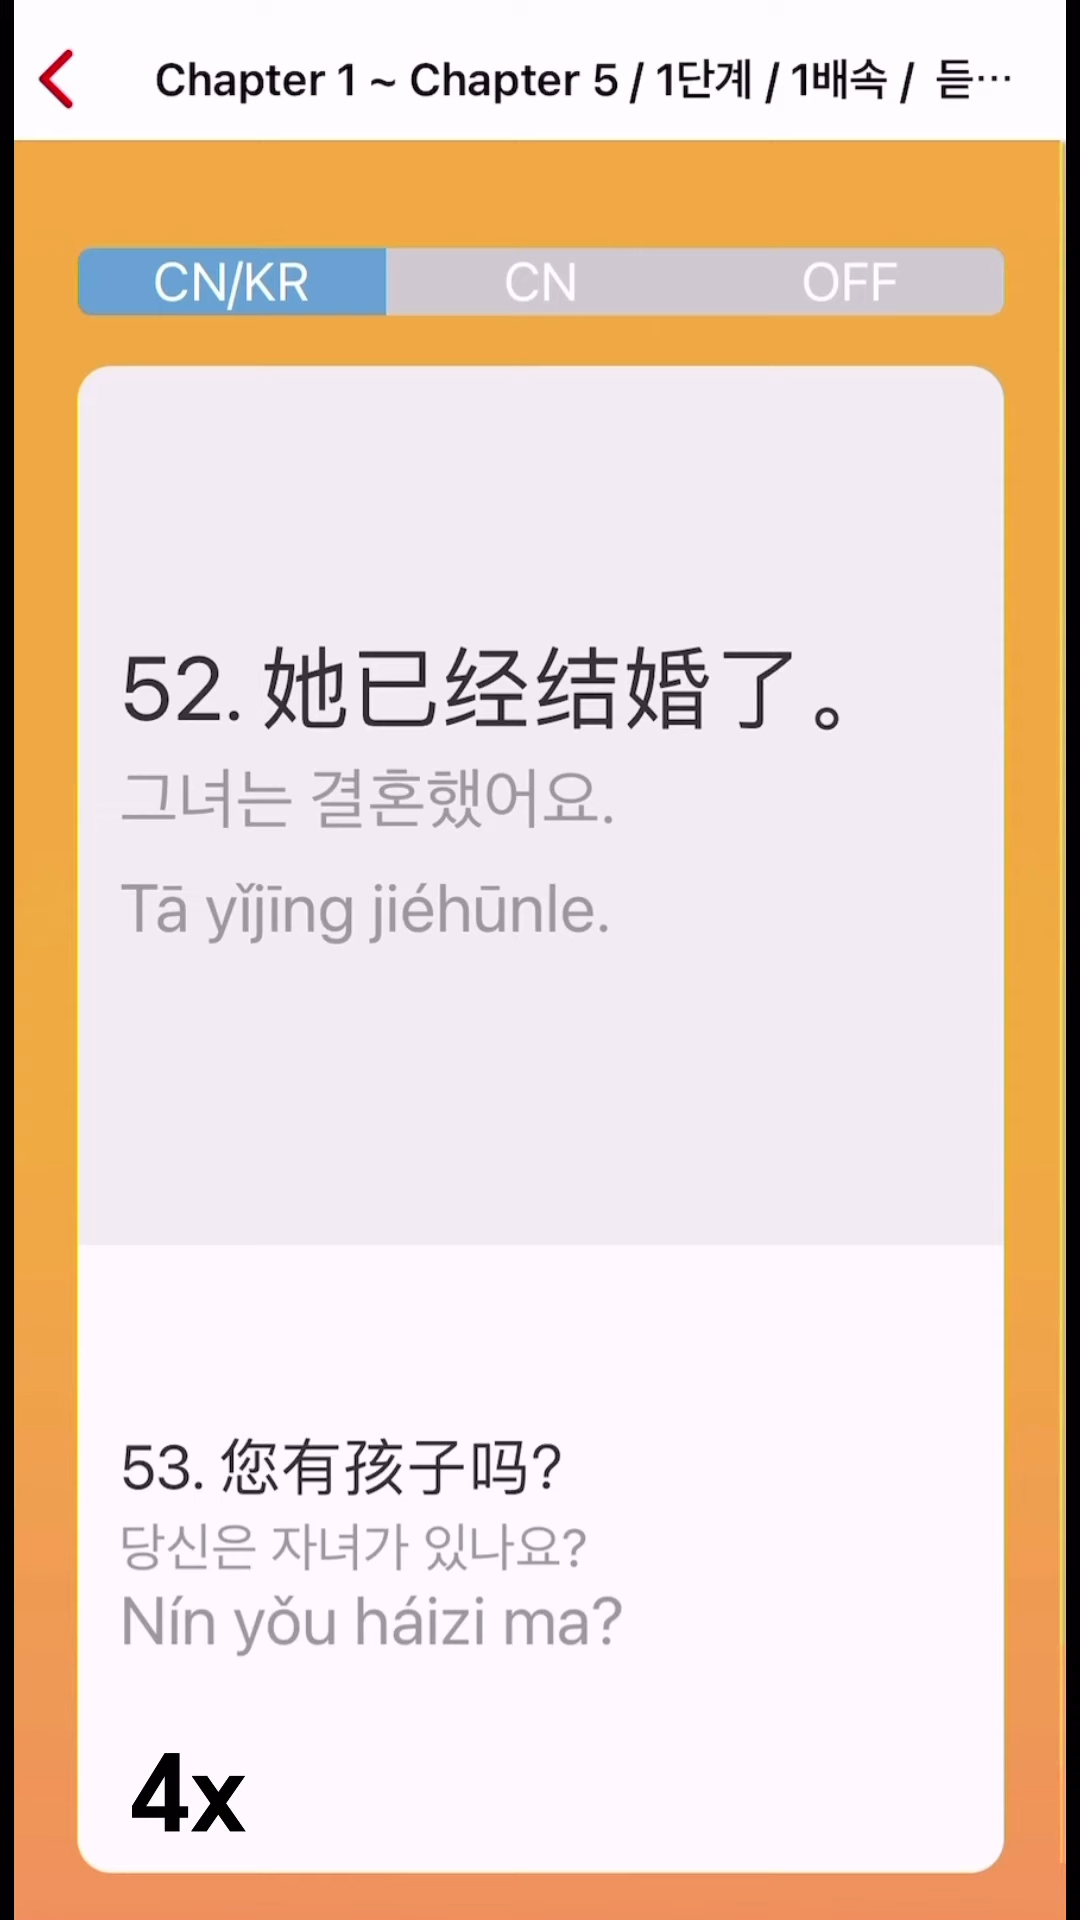 Chapter 1 ~ Chapter 5 / 1단계 / 1배속 / 듣…
CN/KR
CN
OFF
52. 她已经结婚了。
그녀는 결혼했어요.
Tā yǐjīng jiéhūnle.
53. 您有孩子吗?
당신은 자녀가 있나요?
Nín yǒu háizi ma?
4x